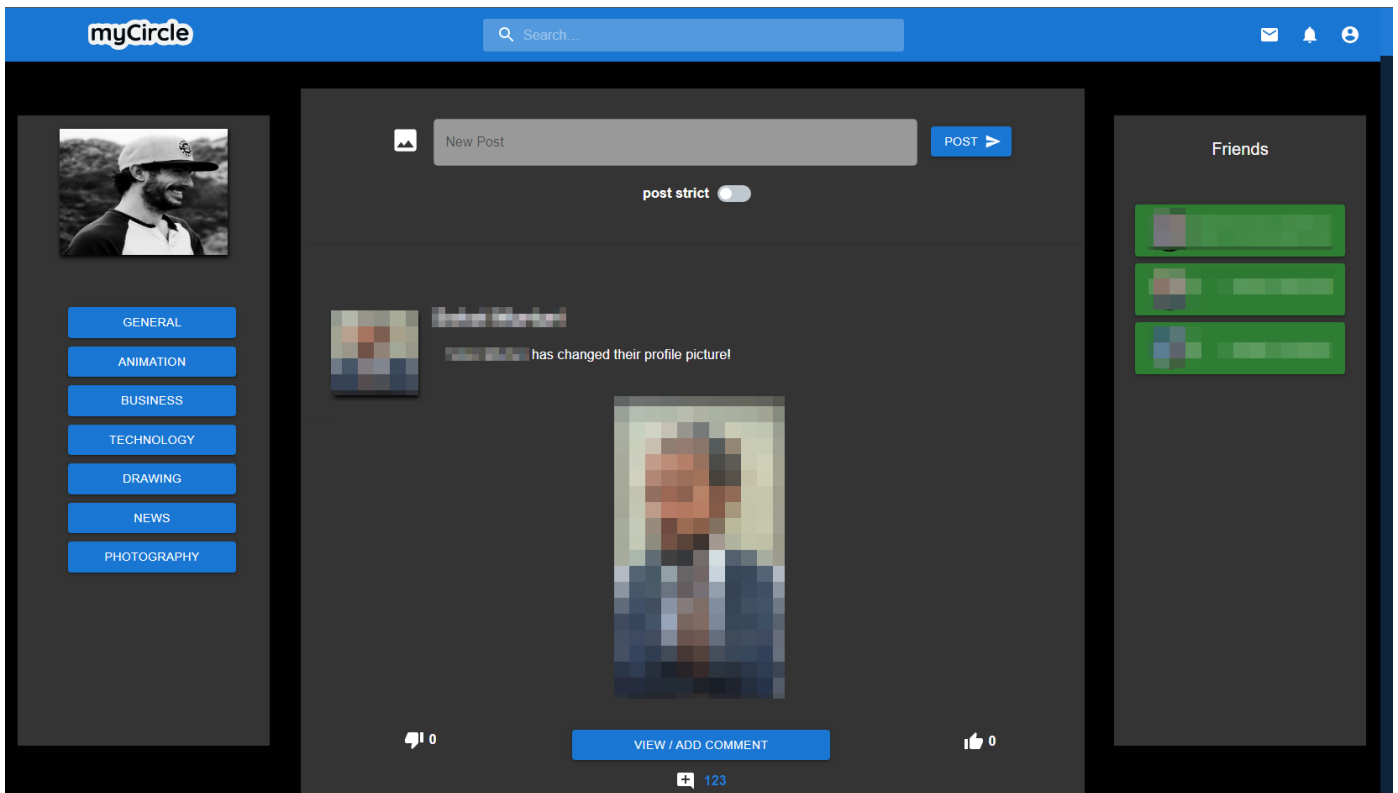 myCircle
Search...
New Post
POST
post strict
GENERAL
ANIMATION
BUSINESS
TECHNOLOGY
DRAWING
NEWS
PHOTOGRAPHY
has changed their profile picture!
0
VIEW / ADD COMMENT
0
123
Friends